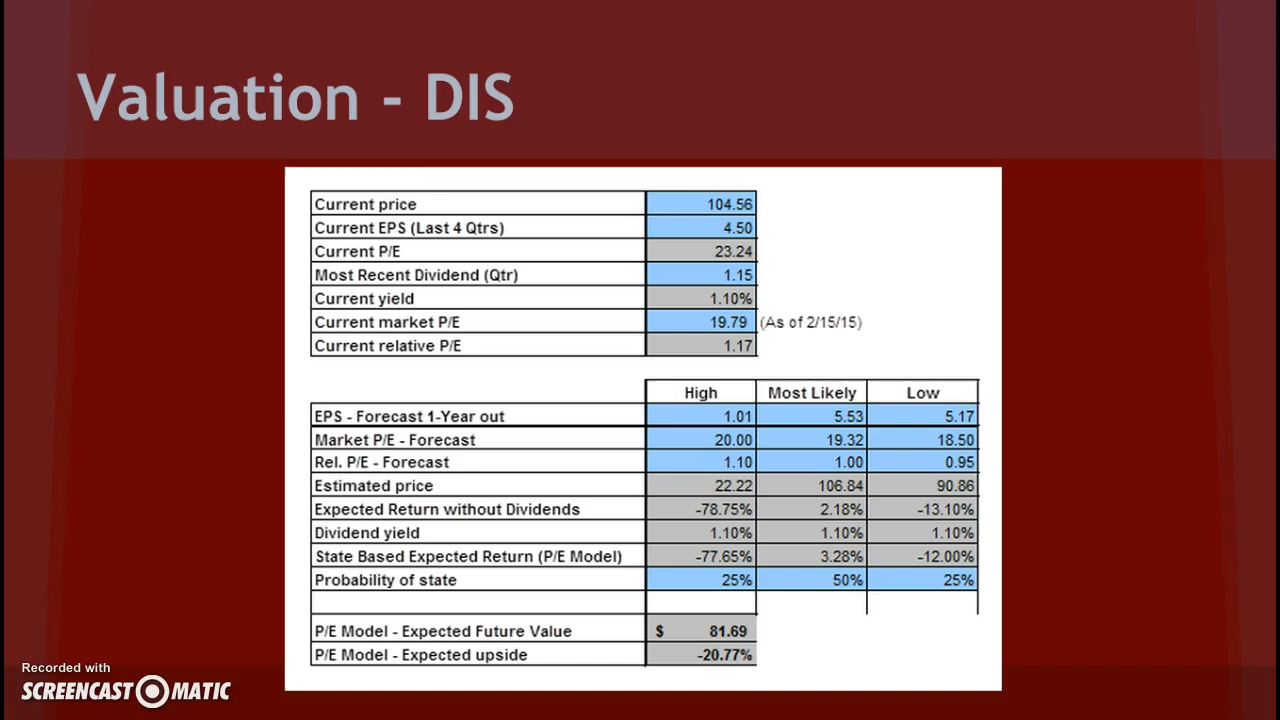 Valuation - DIS
Current price 104.56
Current EPS (Last 4 Qtrs) 4.50
Current P/E 23.24
Most Recent Dividend (Qtr) 1.15
Current yield 1.10%
Current market P/E 19.79 (As of 2/15/15)
Current relative P/E 1.17
High Most Likely Low
EPS - Forecast 1-Year out 1.01 5.53 5.17
Market P/E - Forecast 20.00 19.32 18.50
Rel. P/E - Forecast 1.10 1.00 0.95
Estimated price 22.22 106.84 90.86
Expected Return without Dividends -78.75% 2.18% -13.10%
Dividend yield 1.10% 1.10% 1.10%
State Based Expected Return (P/E Model) -77.65% 3.28% -12.00%
Probability of state 25% 50% 25%
P/E Model - Expected Future Value $ 81.69
P/E Model - Expected upside -20.77%
Recorded with
SCREENCAST MATIC